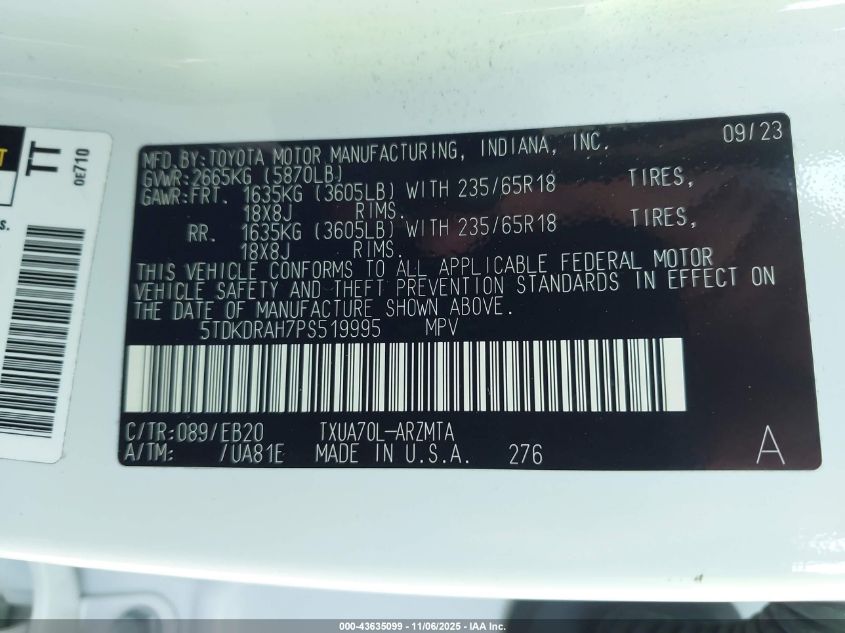 T
TT
0E710
s.
09/23
MFD.BY:TOYOTA MOTOR MANUFACTURING, INDIANA, INC.
GVWR:2665KG (5870LB)
GAWR:FRT. 1635KG (3605LB) WITH 235/65R18 TIRES,
18X8J RIMS.
RR. 1635KG (3605LB) WITH 235/65R18 TIRES,
18X8J RIMS.
THIS VEHICLE CONFORMS TO ALL APPLICABLE FEDERAL MOTOR
VEHICLE SAFETY AND THEFT PREVENTION STANDARDS IN EFFECT ON
THE DATE OF MANUFACTURE SHOWN ABOVE.
5TDKDRAH7PS519995 MPV
C/TR:089/EB20 TXUA70L-ARZMTA
A/TM: /UA81E MADE IN U.S.A. 276
A
000-43635099 - 11/06/2025 - IAA Inc.